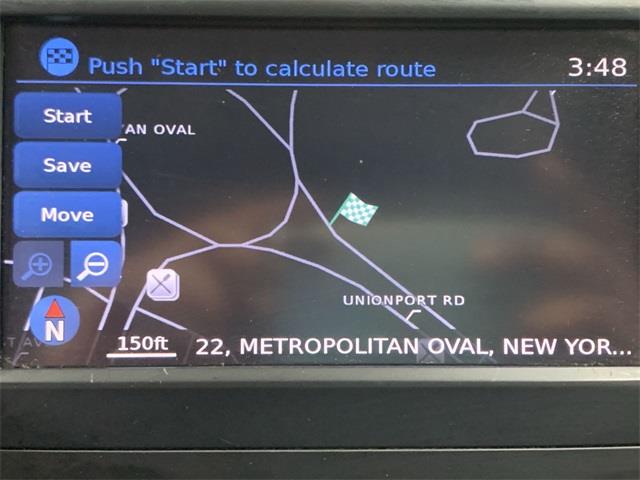 Push "Start" to calculate route
3:48
Start
AN OVAL
Save
Move
UNIONPORT RD
N
150ft
22, METROPOLITAN OVAL, NEW YOR...